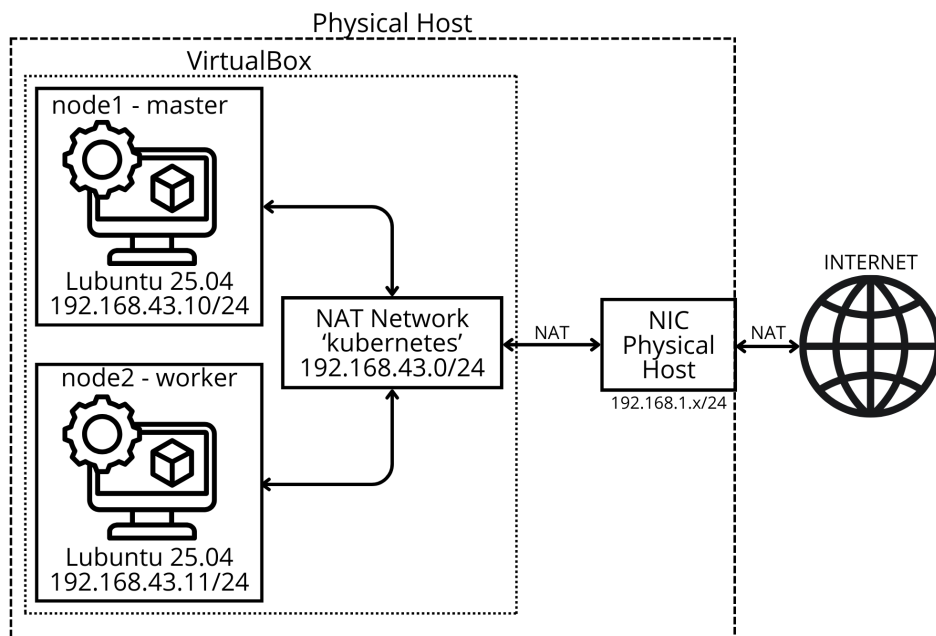 Physical Host
VirtualBox
node1 - master
Lubuntu 25.04
192.168.43.10/24
node2 - worker
Lubuntu 25.04
192.168.43.11/24
NAT Network
‘kubernetes’
192.168.43.0/24
NAT
NIC
Physical
Host
192.168.1.x/24
NAT
INTERNET